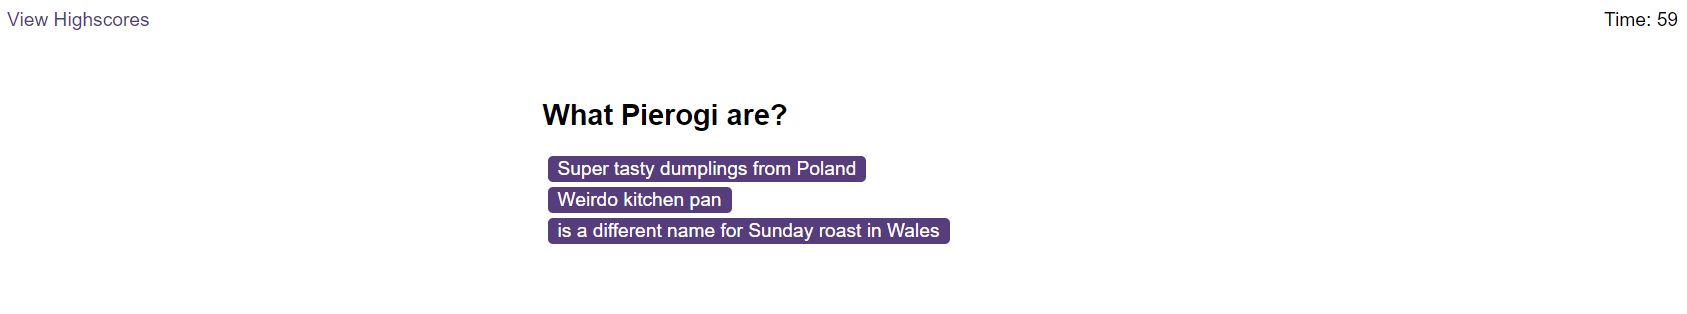 View Highscores
Time: 59
What Pierogi are?
Super tasty dumplings from Poland
Weirdo kitchen pan
is a different name for Sunday roast in Wales